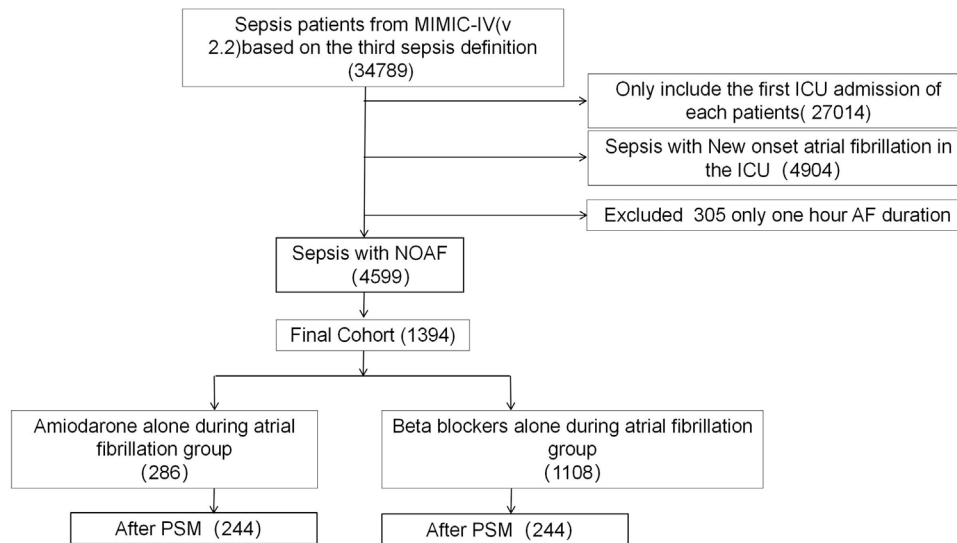 Sepsis patients from MIMIC-IV(v
2.2)based on the third sepsis definition
(34789)
Only include the first ICU admission of
each patients( 27014)
Sepsis with New onset atrial fibrillation in
the ICU (4904)
Excluded 305 only one hour AF duration
Sepsis with NOAF
(4599)
Final Cohort (1394)
Amiodarone alone during atrial
fibrillation group
(286)
Beta blockers alone during atrial fibrillation
group
(1108)
After PSM (244)
After PSM (244)